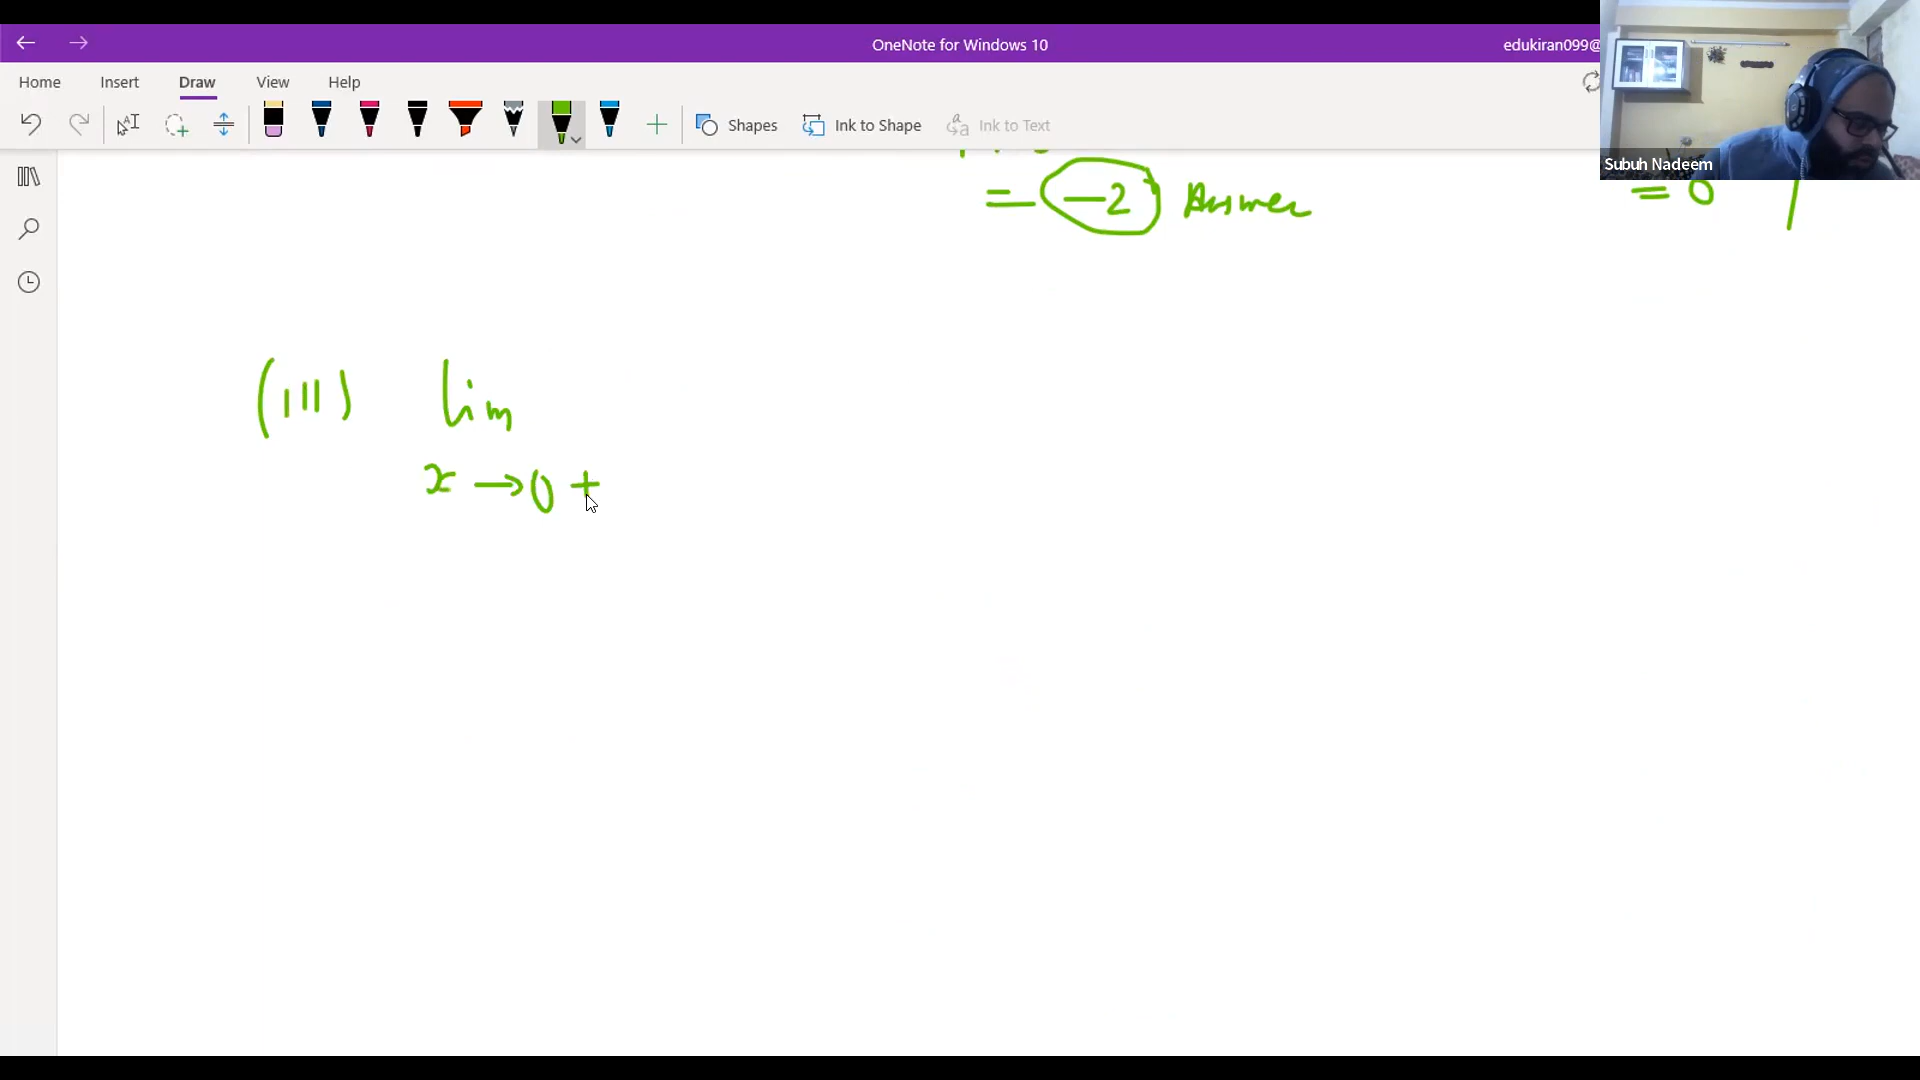 OneNote for Windows 10
edukiran099@
Home Insert Draw View Help
Shapes Ink to Shape Ink to Text
Subuh Nadeem
= -2 Answer
= 0
(iii) lim
x → 0 +